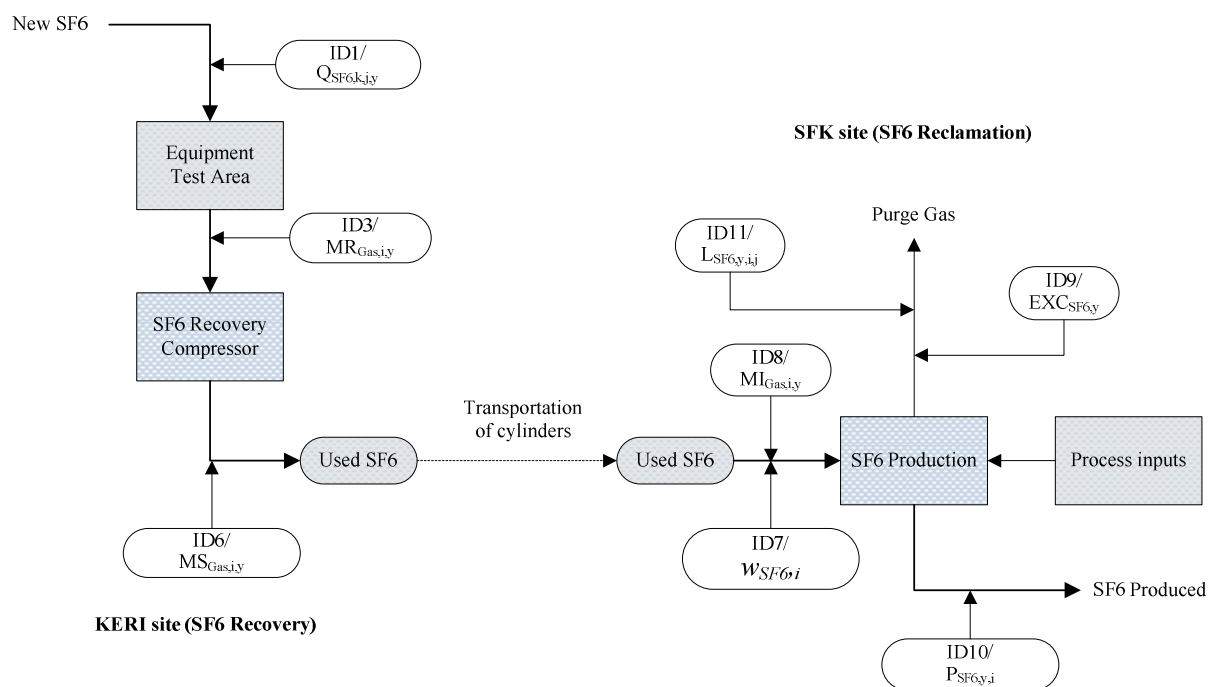 New SF6
ID1/
QSF6,k,j,y
Equipment
Test Area
ID3/
MRGas,i,y
SF6 Recovery
Compressor
Used SF6
ID6/
MSGas,i,y
KERI site (SF6 Recovery)
Transportation
of cylinders
SFK site (SF6 Reclamation)
Purge Gas
ID11/
LSF6,y,i,j
ID9/
EXCSF6,y
ID8/
MIGas,i,y
Used SF6
SF6 Production
Process inputs
ID7/
wSF6,i
SF6 Produced
ID10/
PSF6,y,i